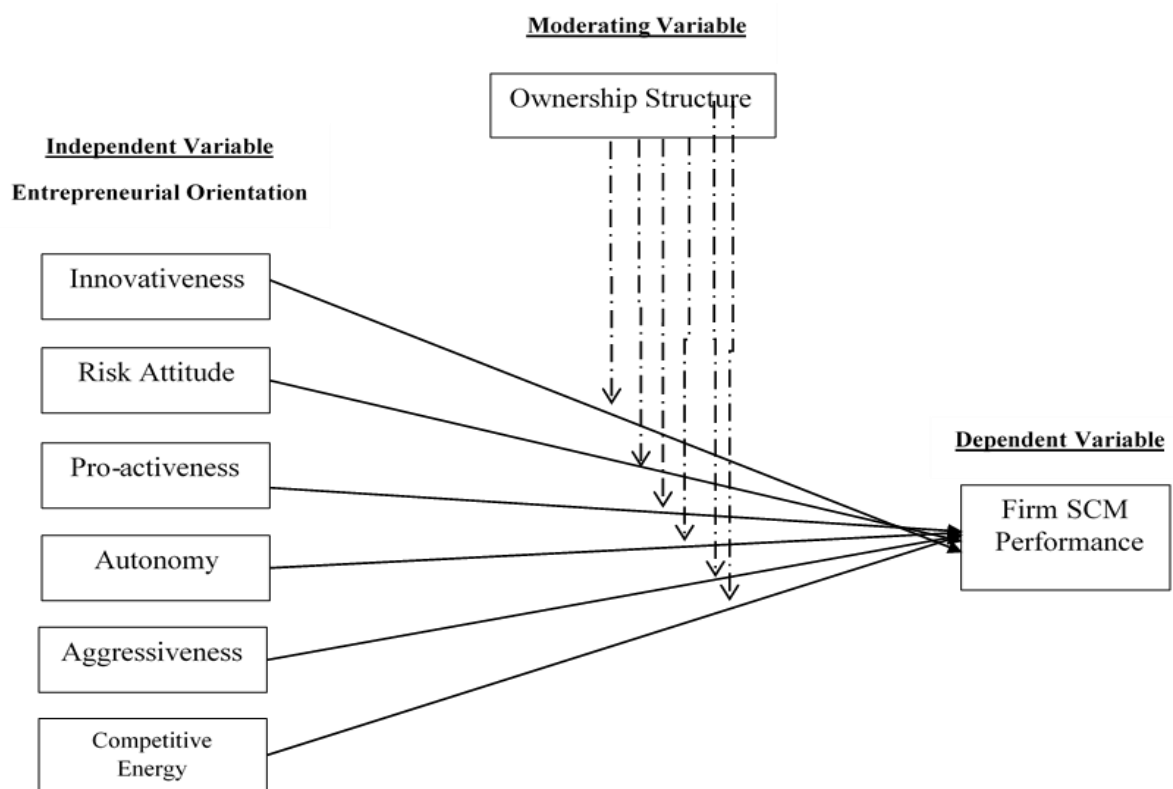 Moderating Variable
Ownership Structure
Independent Variable
Entrepreneurial Orientation
Innovativeness
Risk Attitude
Pro-activeness
Autonomy
Aggressiveness
Competitive
Energy
Dependent Variable
Firm SCM
Performance